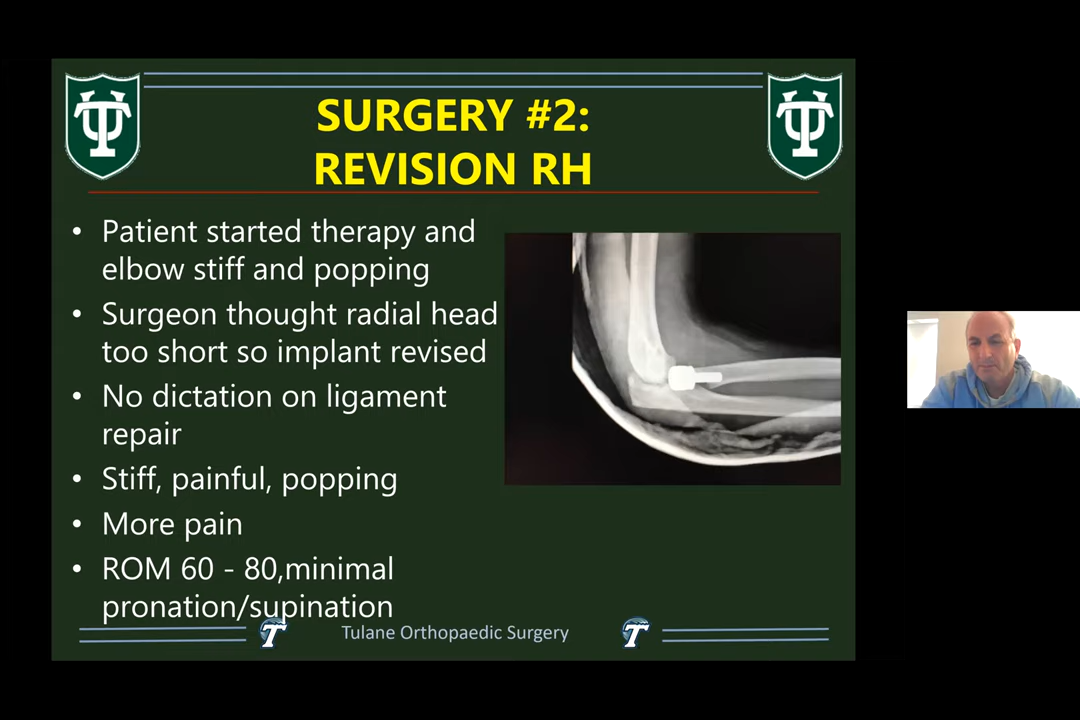 SURGERY #2:
REVISION RH
• Patient started therapy and
elbow stiff and popping
• Surgeon thought radial head
too short so implant revised
• No dictation on ligament
repair
• Stiff, painful, popping
• More pain
• ROM 60 - 80,minimal
pronation/supination
Tulane Orthopaedic Surgery